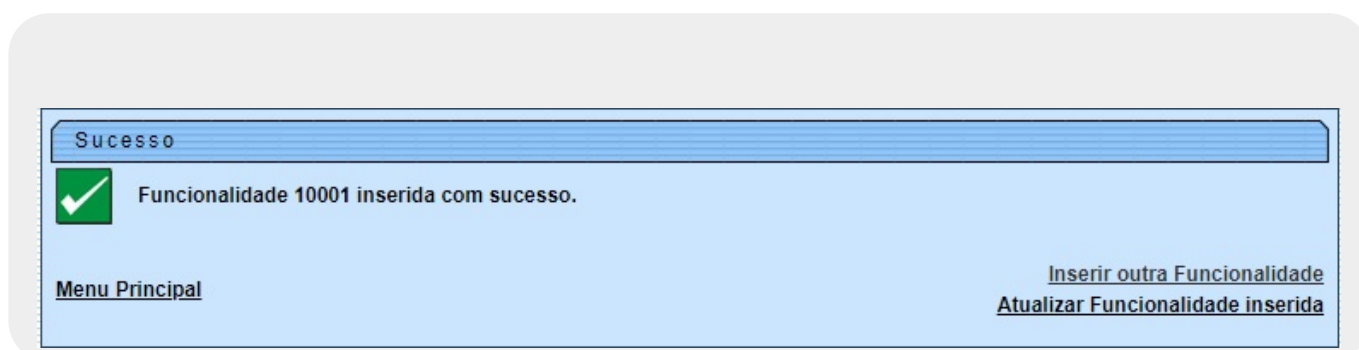 Sucesso
Funcionalidade 10001 inserida com sucesso.
Menu Principal
Inserir outra Funcionalidade
Atualizar Funcionalidade inserida